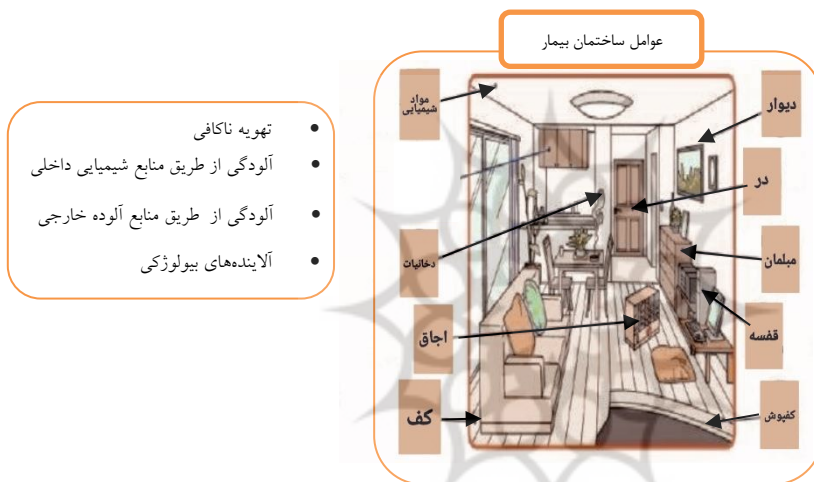 عوامل ساختمان بیمار
مواد
شیمیایی
دیوار
در
دخانیات
مبلمان
اجاق
قفسه
کف
کفپوش
تهویه ناکافی
آلودگی از طریق منابع شیمیایی داخلی
آلودگی از طریق منابع آلوده خارجی
آلاینده‌های بیولوژکی